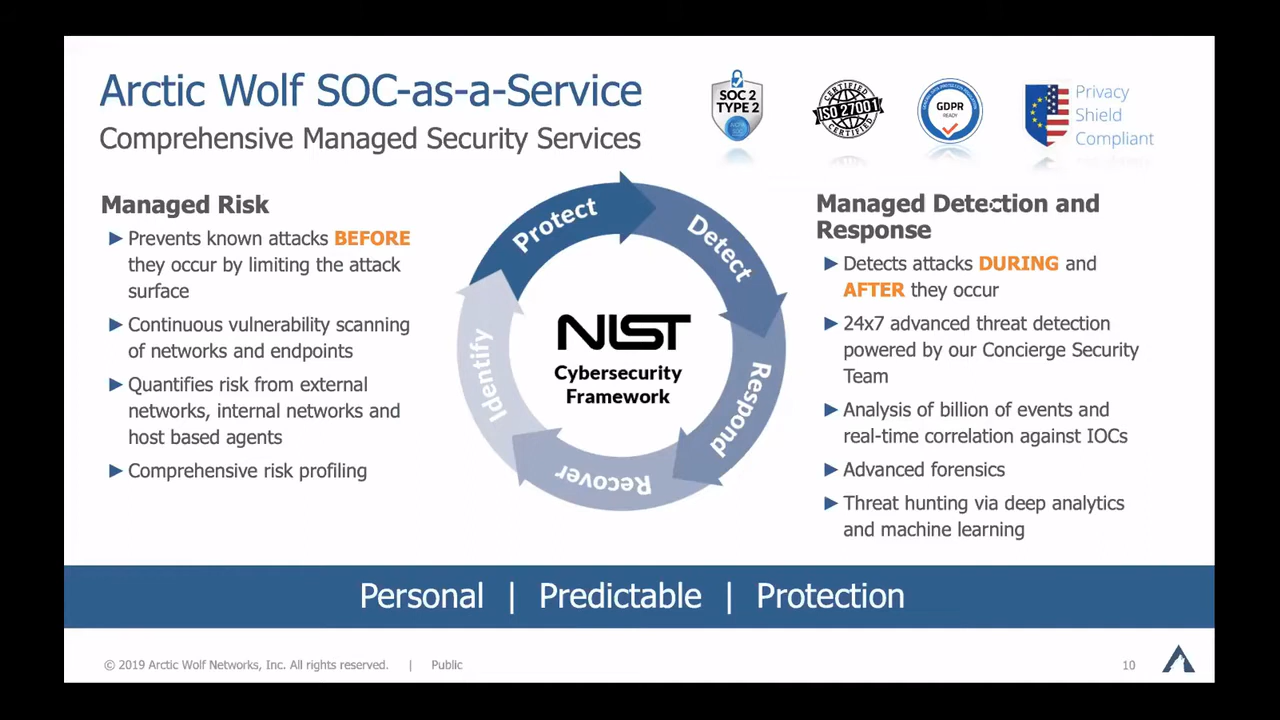 Arctic Wolf SOC-as-a-Service
Comprehensive Managed Security Services
SOC 2
TYPE 2
CERTIFIED
ISO 27001
CERTIFIED
GDPR
READY
Privacy
Shield
Compliant
Managed Risk
Prevents known attacks BEFORE
they occur by limiting the attack
surface
Continuous vulnerability scanning
of networks and endpoints
Quantifies risk from external
networks, internal networks and
host based agents
Comprehensive risk profiling
Protect
Detect
Respond
Recover
Identify
NIST
Cybersecurity
Framework
Managed Detection and
Response
Detects attacks DURING and
AFTER they occur
24x7 advanced threat detection
powered by our Concierge Security
Team
Analysis of billion of events and
real-time correlation against IOCs
Advanced forensics
Threat hunting via deep analytics
and machine learning
Personal | Predictable | Protection
© 2019 Arctic Wolf Networks, Inc. All rights reserved. | Public
10